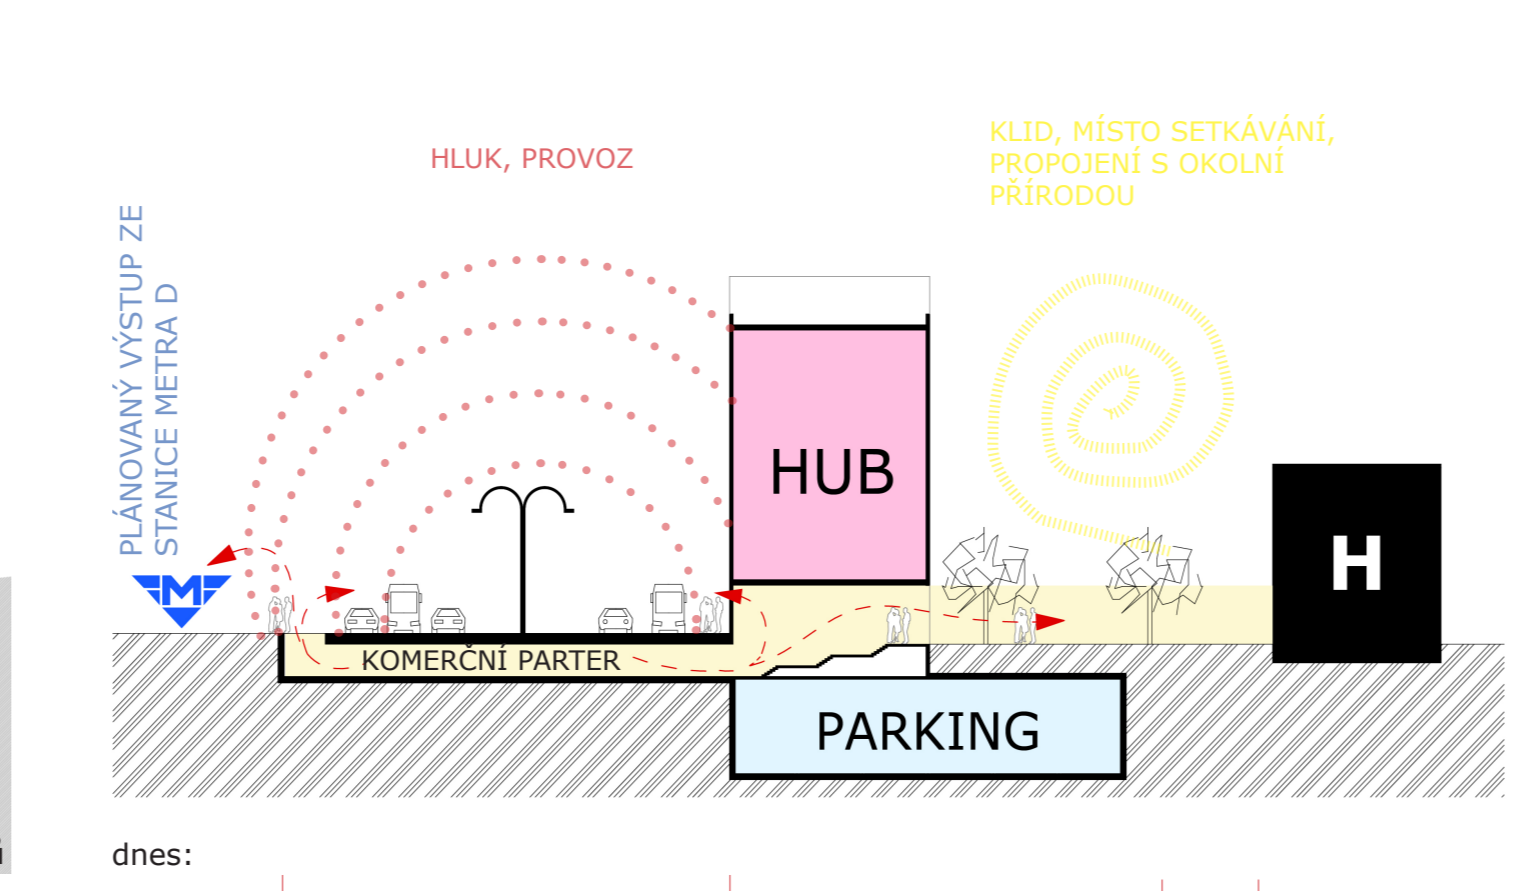 HLUK, PROVOZ
KLID, MÍSTO SETKÁVÁNÍ,
PROPOJENÍ S OKOLNÍ
PŘÍRODOU
PLÁNOVANÝ VÝSTUP ZE
STANICE METRA D
M
HUB
H
KOMERČNÍ PARTER
PARKING
dnes: